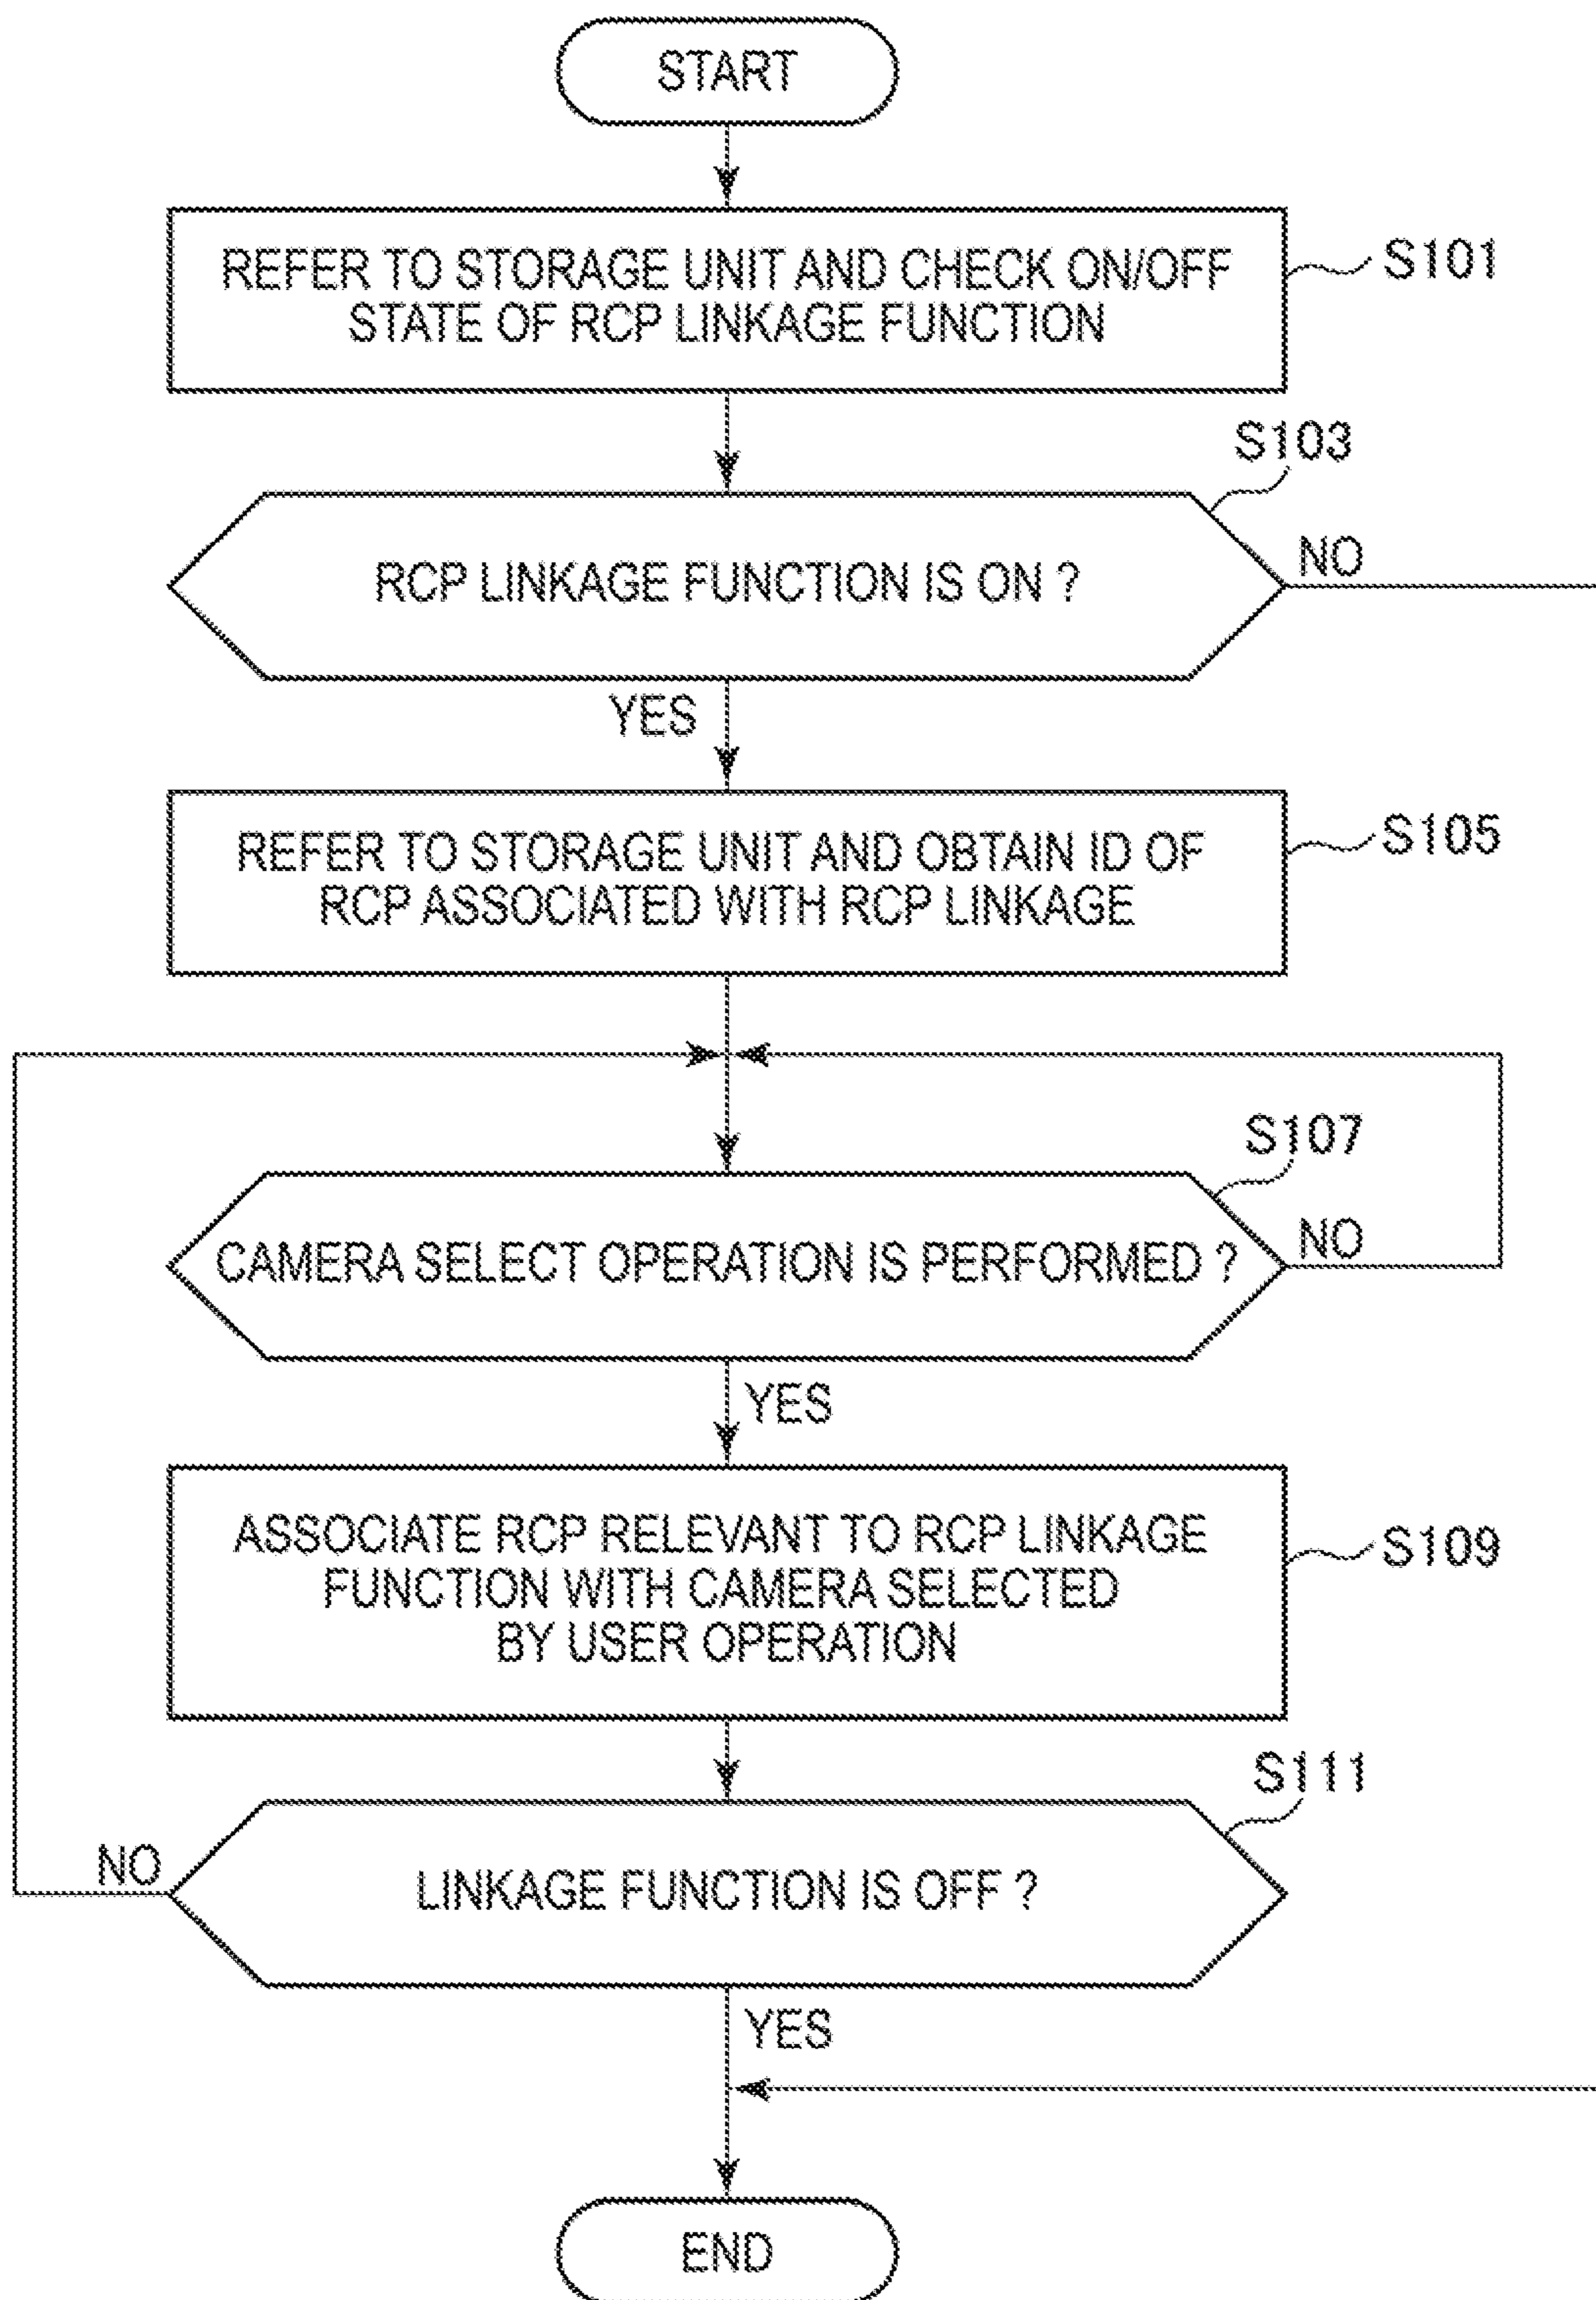 START
REFER TO STORAGE UNIT AND CHECK ON/OFF
STATE OF RCP LINKAGE FUNCTION
S101
S103
RCP LINKAGE FUNCTION IS ON ?
NO
YES
REFER TO STORAGE UNIT AND OBTAIN ID OF
RCP ASSOCIATED WITH RCP LINKAGE
S105
S107
CAMERA SELECT OPERATION IS PERFORMED ?
NO
YES
ASSOCIATE RCP RELEVANT TO RCP LINKAGE
FUNCTION WITH CAMERA SELECTED
BY USER OPERATION
S109
S111
NO
LINKAGE FUNCTION IS OFF ?
YES
END